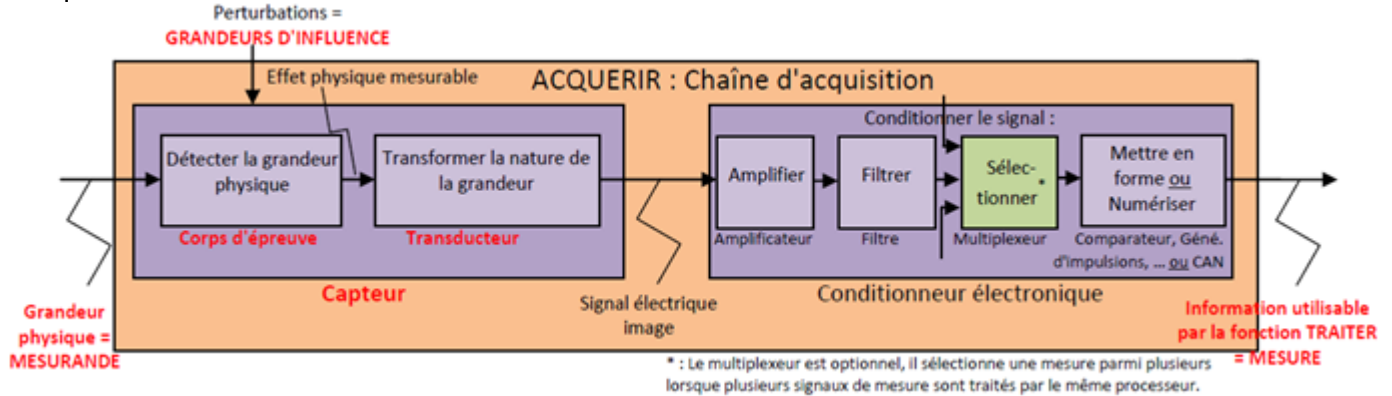 Perturbations =
GRANDEURS D'INFLUENCE
Effet physique mesurable
ACQUERIR : Chaîne d'acquisition
Conditionner le signal :
Détecter la grandeur
physique
Transformer la nature de
la grandeur
Amplifier
Filtrer
Sélec-
tionner *
Mettre en
forme ou
Numériser
Corps d'épreuve
Transducteur
Amplificateur
Filtre
Multiplexeur
Comparateur, Géné.
d'impulsions, ... ou CAN
Capteur
Signal électrique
image
Conditionneur électronique
Grandeur
physique =
MESURANDE
Information utilisable
par la fonction TRAITER
= MESURE
* : Le multiplexeur est optionnel, il sélectionne une mesure parmi plusieurs
lorsque plusieurs signaux de mesure sont traités par le même processeur.